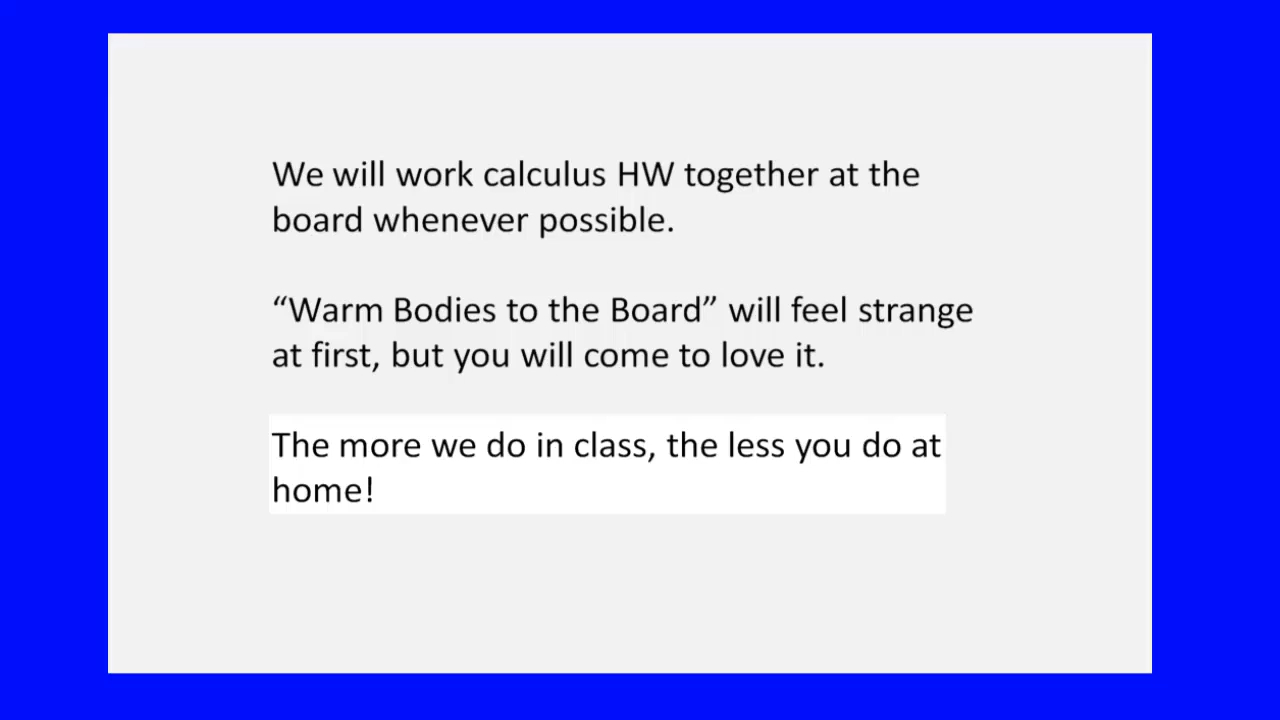 We will work calculus HW together at the
board whenever possible.
“Warm Bodies to the Board” will feel strange
at first, but you will come to love it.
The more we do in class, the less you do at
home!